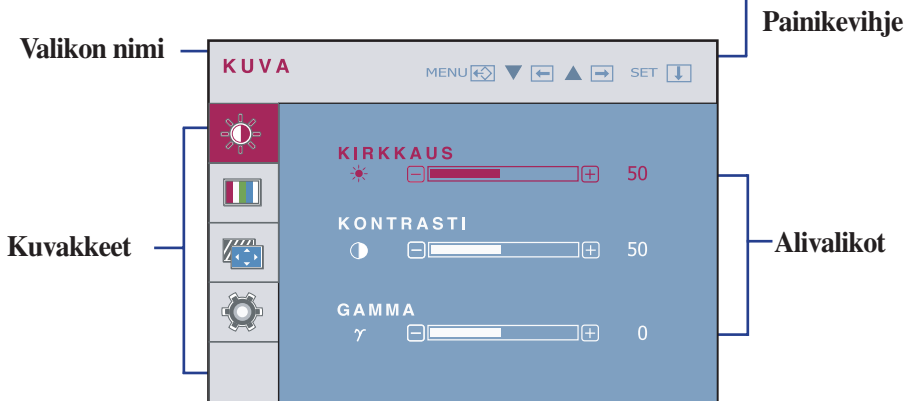 Painikevihje
Valikon nimi
KUVA
MENU SET
KIRKKAUS
50
KONTRASTI
50
Kuvakkeet
Alivalikot
GAMMA
γ 0